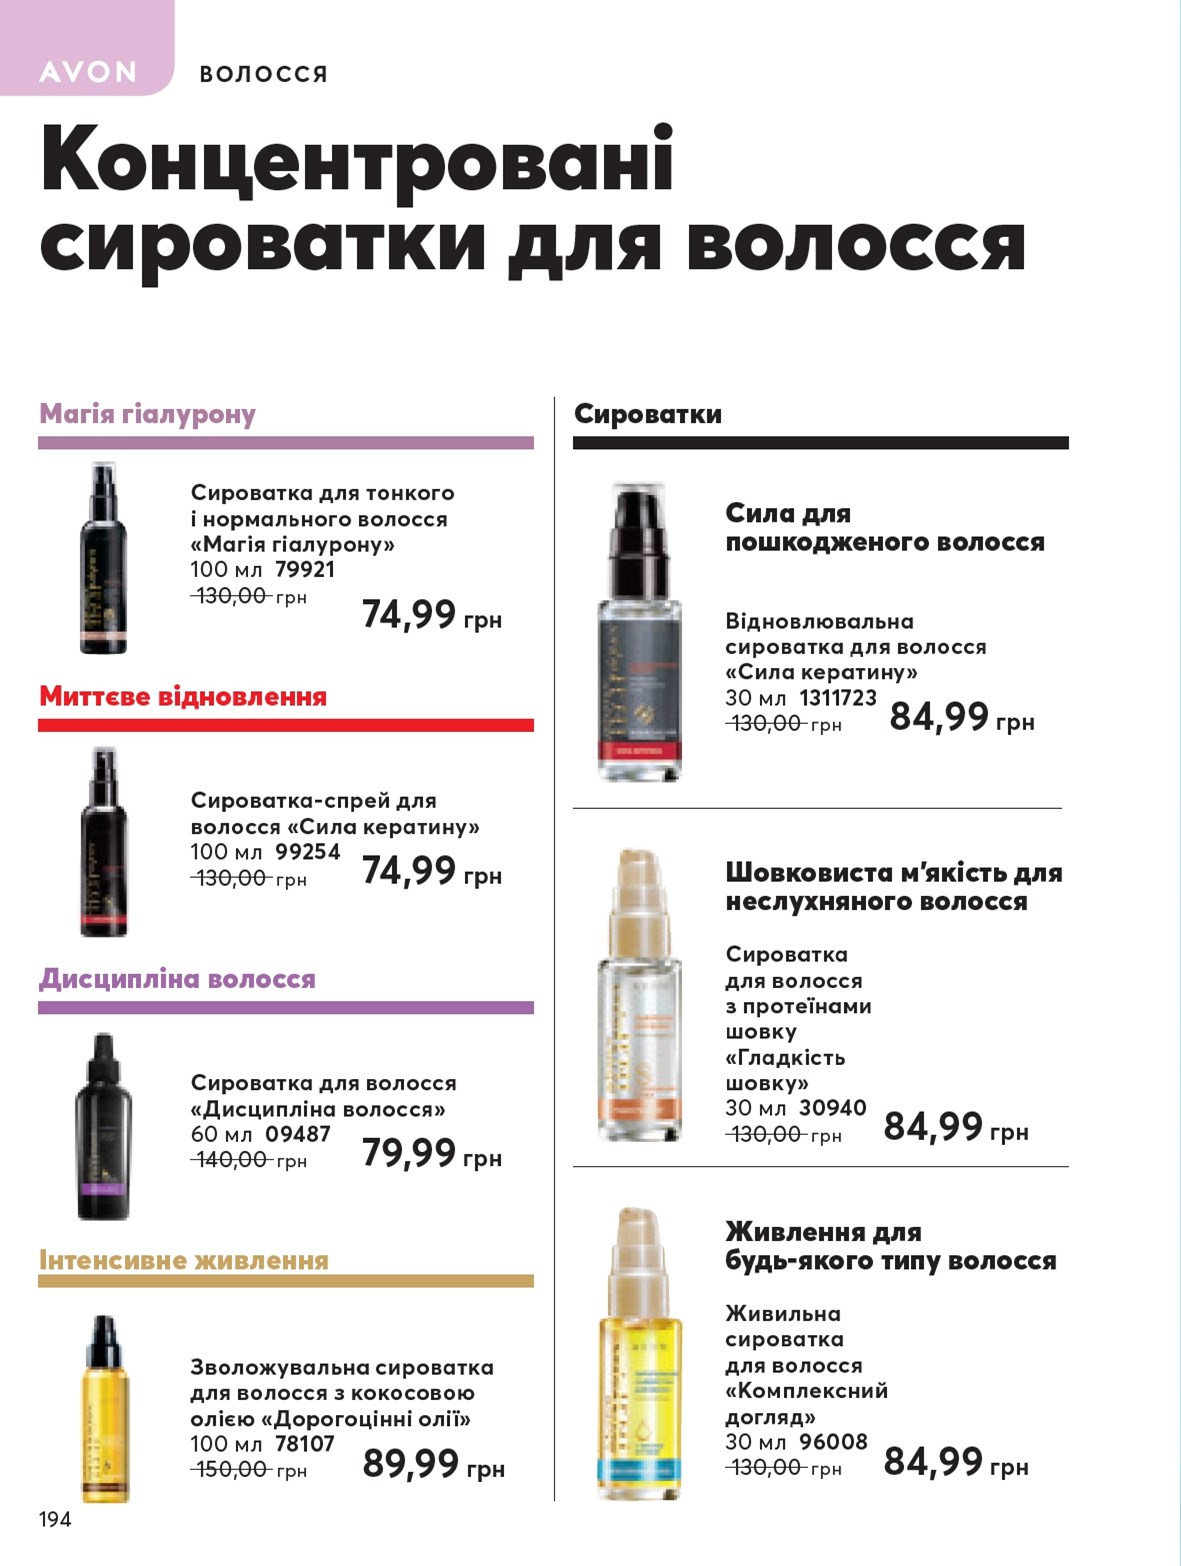 AVON
ВОЛОССЯ
Концентровані
сироватки для волосся
Магія гіалурону
Сироватка для тонкого
і нормального волосся
«Магія гіалурону»
100 мл 79921
130,00 грн
74,99 грн
Миттєве відновлення
Сироватка-спрей для
волосся «Сила кератину»
100 мл 99254
130,00 грн
74,99 грн
Дисципліна волосся
Сироватка для волосся
«Дисципліна волосся»
60 мл 09487
140,00 грн
79,99 грн
Інтенсивне живлення
Зволожувальна сироватка
для волосся з кокосовою
олією «Дорогоцінні олії»
100 мл 78107
150,00 грн
89,99 грн
194
Сироватки
Сила для
пошкодженого волосся
Відновлювальна
сироватка для волосся
«Сила кератину»
30 мл 1311723
130,00 грн
84,99 грн
Шовковиста м’якість для
неслухняного волосся
Сироватка
для волосся
з протеїнами
шовку
«Гладкість
шовку»
30 мл 30940
130,00 грн
84,99 грн
Живлення для
будь-якого типу волосся
Живильна
сироватка
для волосся
«Комплексний
догляд»
30 мл 96008
130,00 грн
84,99 грн